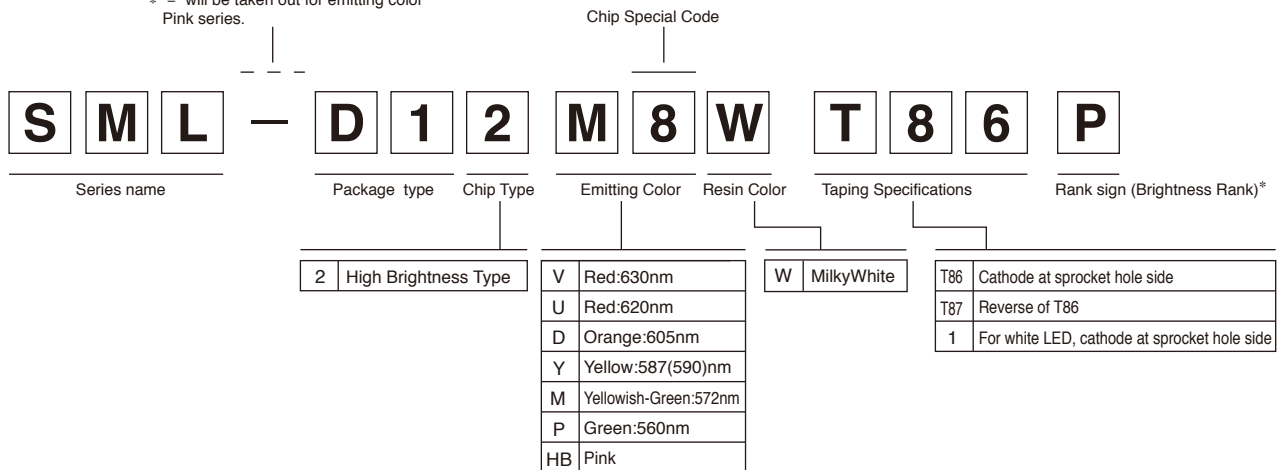 * “–” will be taken out for emitting color
Pink series.
Chip Special Code
S M L – D 1 2 M 8 W T 8 6 P
Series name
Package type
Chip Type
Emitting Color
Resin Color
Taping Specifications
Rank sign (Brightness Rank)*
2 High Brightness Type
V Red:630nm
U Red:620nm
D Orange:605nm
Y Yellow:587(590)nm
M Yellowish-Green:572nm
P Green:560nm
HB Pink
W MilkyWhite
T86 Cathode at sprocket hole side
T87 Reverse of T86
1 For white LED, cathode at sprocket hole side